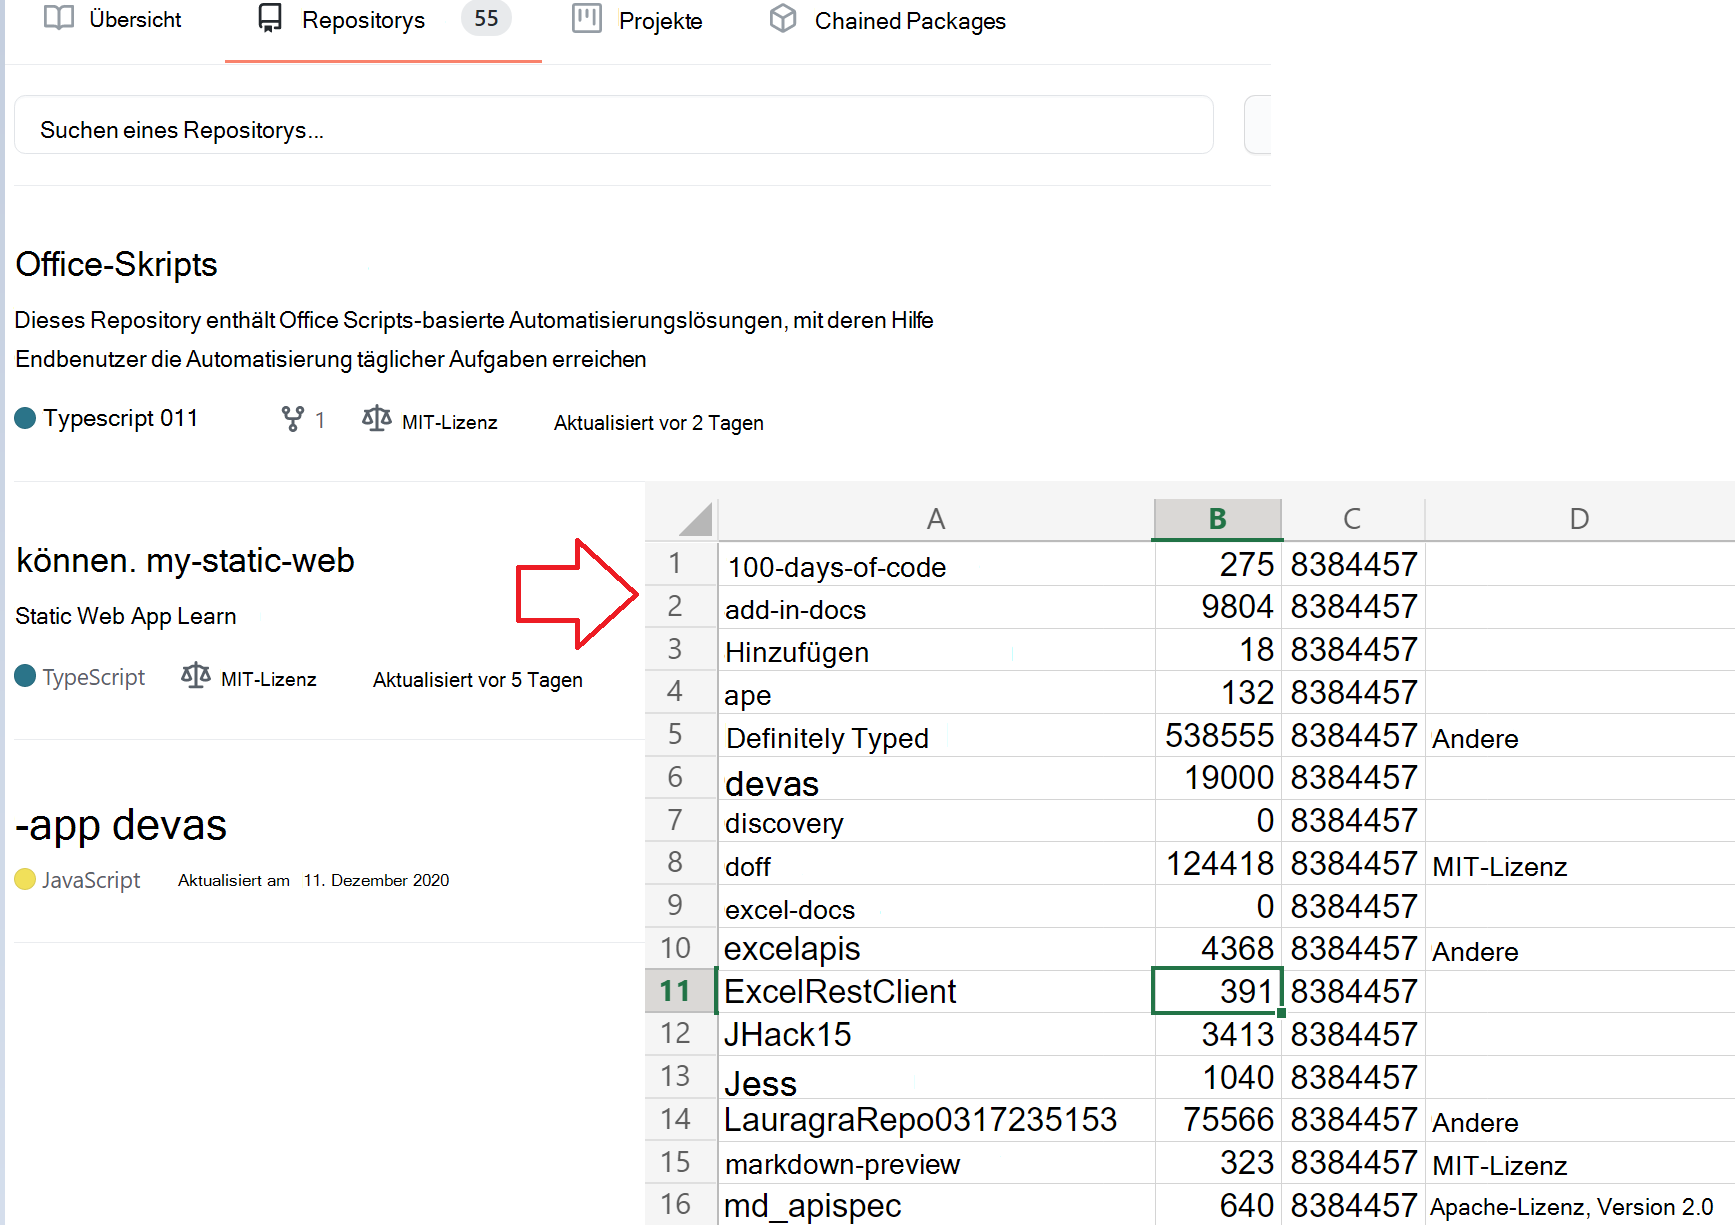 Übersicht Repositorys 55 Projekte Chained Packages
Suchen eines Repositorys...
Office-Skripts
Dieses Repository enthält Office Scripts-basierte Automatisierungslösungen, mit deren Hilfe
Endbenutzer die Automatisierung täglicher Aufgaben erreichen
Typescript 011 1 MIT-Lizenz Aktualisiert vor 2 Tagen
können. my-static-web
Static Web App Learn
TypeScript MIT-Lizenz Aktualisiert vor 5 Tagen
-app devas
JavaScript Aktualisiert am 11. Dezember 2020
A B C D
1 100-days-of-code 275 8384457
2 add-in-docs 9804 8384457
3 Hinzufügen 18 8384457
4 ape 132 8384457
5 Definitely Typed 538555 8384457 Andere
6 devas 19000 8384457
7 discovery 0 8384457
8 doff 124418 8384457 MIT-Lizenz
9 excel-docs 0 8384457
10 excelapis 4368 8384457 Andere
11 ExcelRestClient 391 8384457
12 JHack15 3413 8384457
13 Jess 1040 8384457
14 LauragraRepo0317235153 75566 8384457 Andere
15 markdown-preview 323 8384457 MIT-Lizenz
16 md_apispec 640 8384457 Apache-Lizenz, Version 2.0